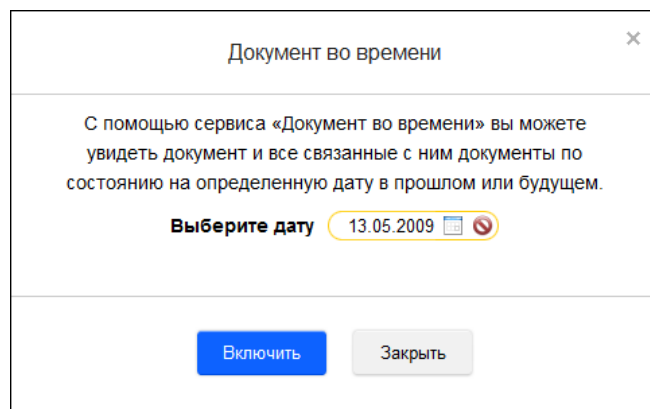 Документ во времени
С помощью сервиса «Документ во времени» вы можете
увидеть документ и все связанные с ним документы по
состоянию на определенную дату в прошлом или будущем.
Выберите дату 13.05.2009
Включить Закрыть